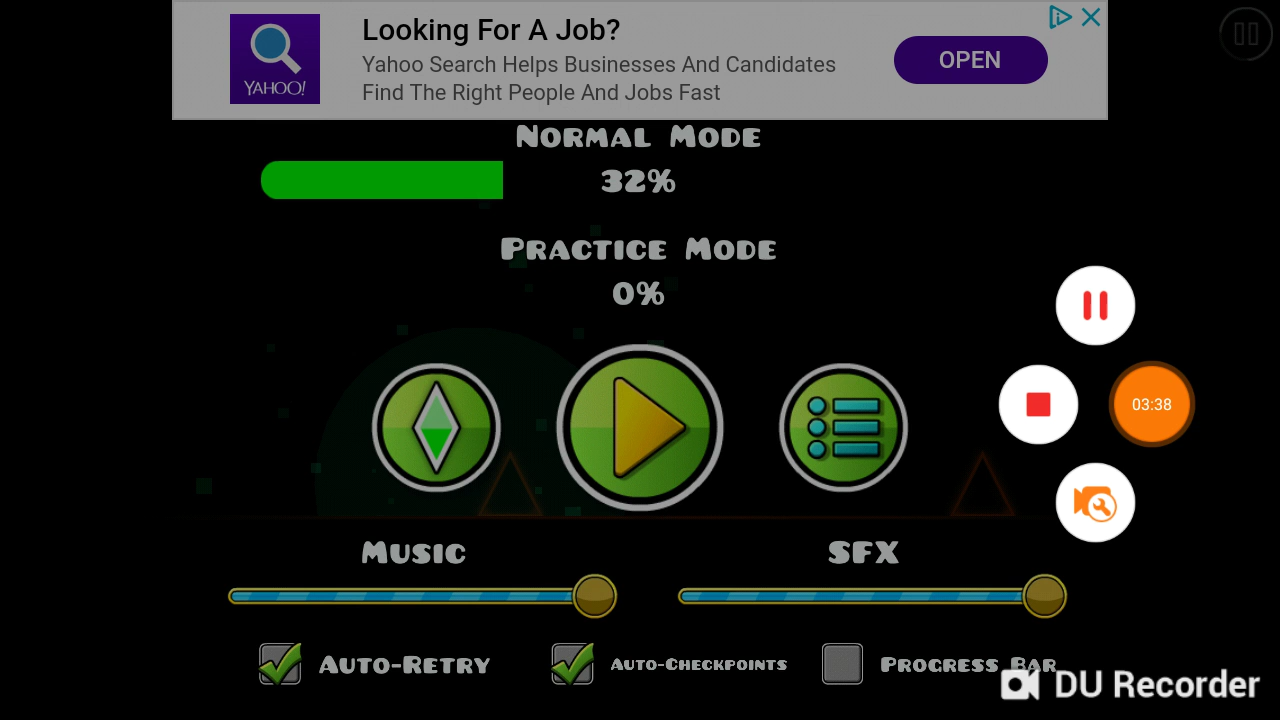 Looking For A Job?
Yahoo Search Helps Businesses And Candidates
Find The Right People And Jobs Fast
YAHOO!
OPEN
NORMAL MODE
32%
PRACTICE MODE
0%
03:38
MUSIC
SFX
AUTO-RETRY
AUTO-CHECKPOINTS
PROGRESS BAR
DU Recorder